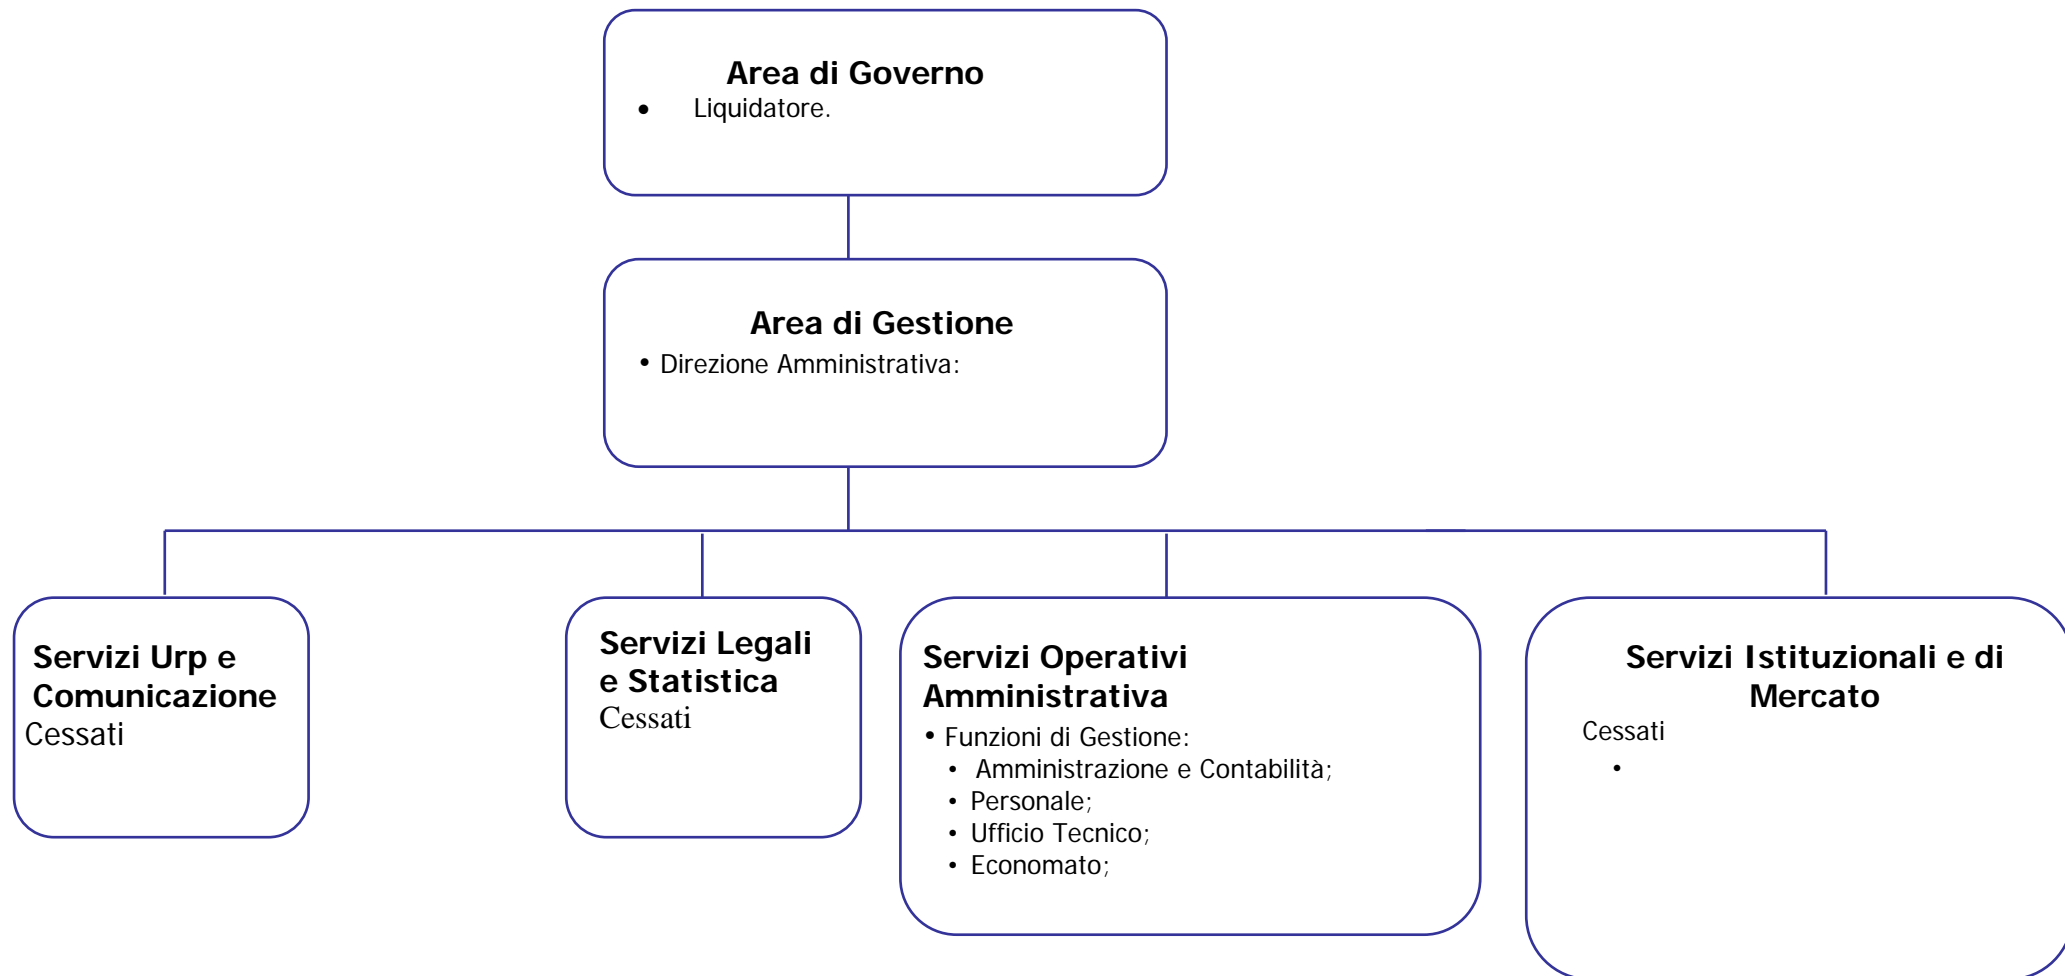 Area di Governo
• Liquidatore.
Area di Gestione
• Direzione Amministrativa:
Servizi Urp e
Comunicazione
Cessati
Servizi Legali
e Statistica
Cessati
Servizi Operativi
Amministrativa
• Funzioni di Gestione:
• Amministrazione e Contabilità;
• Personale;
• Ufficio Tecnico;
• Economato;
Servizi Istituzionali e di
Mercato
Cessati
•